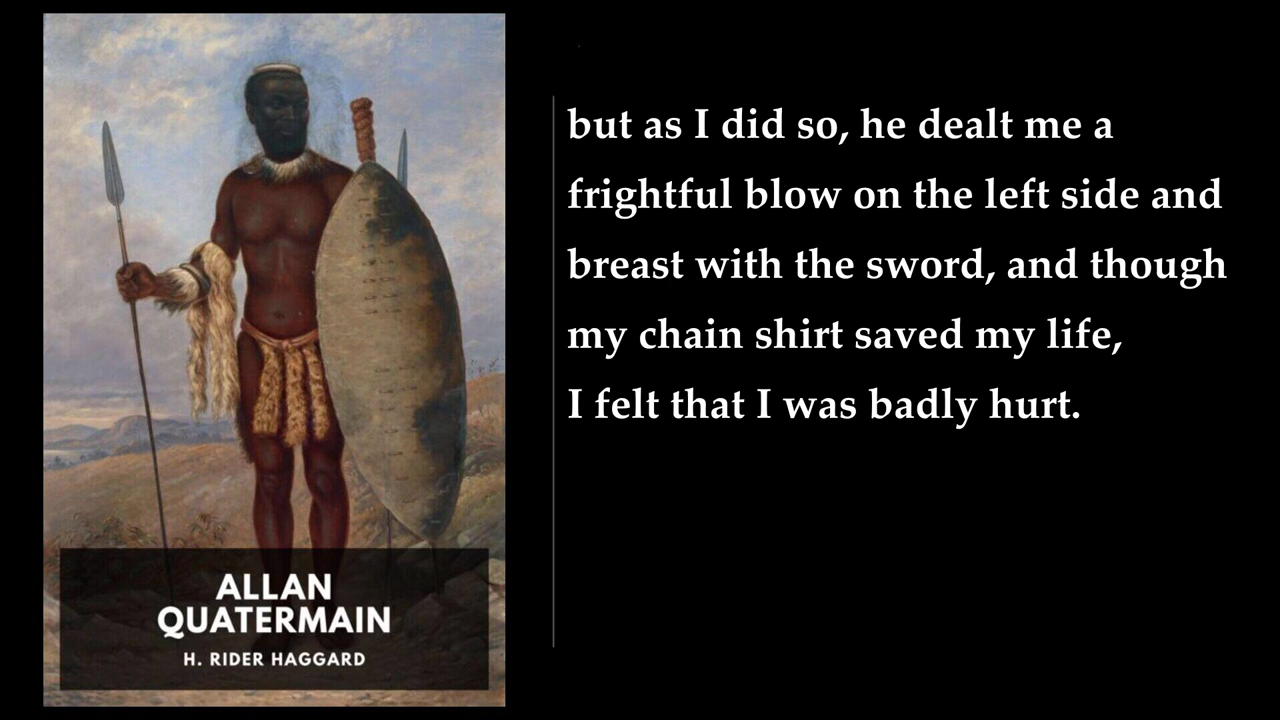 ALLAN
QUATERMAIN
H. RIDER HAGGARD
but as I did so, he dealt me a
frightful blow on the left side and
breast with the sword, and though
my chain shirt saved my life,
I felt that I was badly hurt.